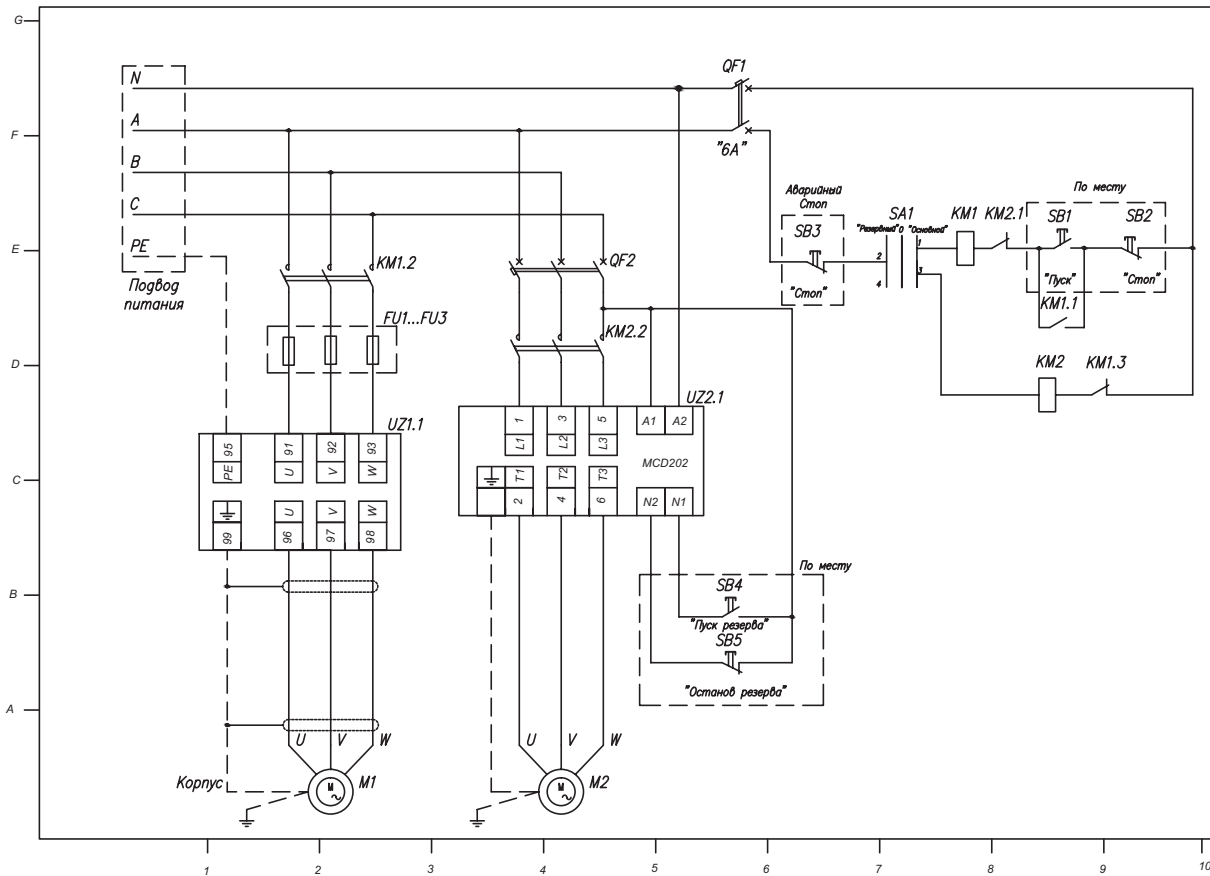 G
N
QF1
F
A
"6А"
B
Аварийный
Стоп
По месту
C
SB3
SA1
"Резервный" 0 "Основной"
KM1
KM2.1
SB1
SB2
E
PE
1
2
3
4
"Стоп"
"Пуск"
"Стоп"
KM1.1
Подвод
питания
KM1.2
QF2
FU1...FU3
KM2.2
D
KM2
KM1.3
UZ1.1
UZ2.1
95
91
92
93
PE
U
V
W
1
3
5
A1
A2
L1
L2
L3
MCD202
C
T1
T2
T3
2
4
6
N2
N1
U
V
W
99
96
97
98
По месту
B
SB4
"Пуск резерва"
SB5
"Останов резерва"
A
U
V
W
U
V
W
Корпус
M
M1
M
M2
1
2
3
4
5
6
7
8
9
10